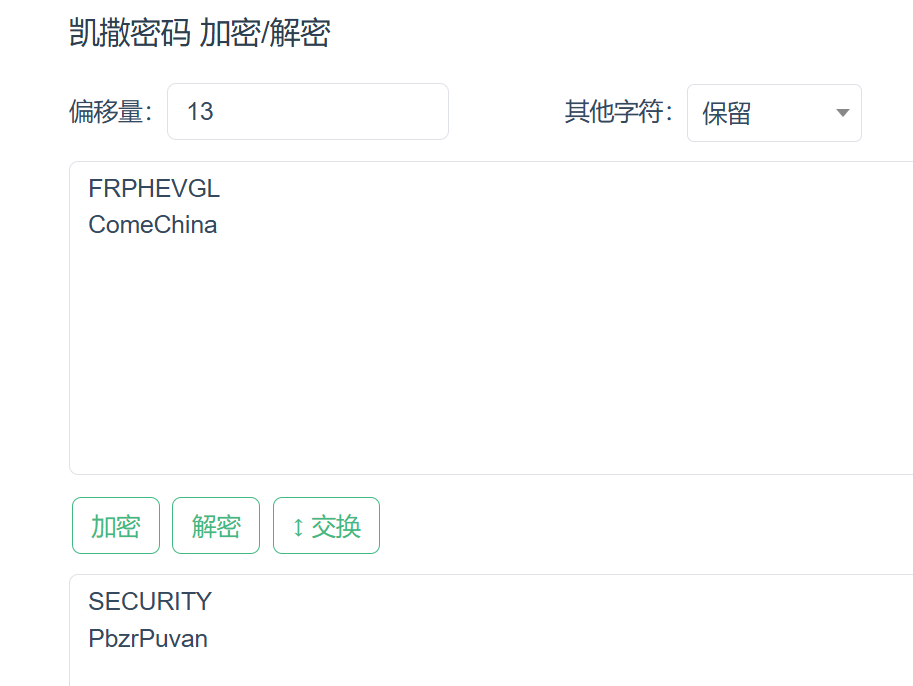 凯撒密码 加密/解密
偏移量： 13 其他字符： 保留
FRPHEVGL
ComeChina
加密 解密 ↕ 交换
SECURITY
PbzrPuvan